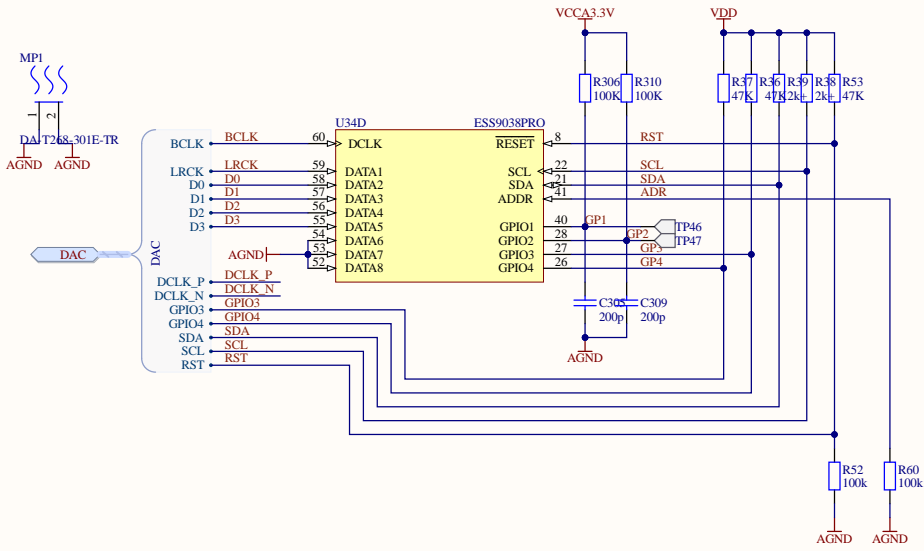 VCCA3.3V
VDD
MP1
R306
100K
R310
100K
R37
47K
R36
47K
R39
2k+
R38
2k+
R53
47K
1
2
DA-T268-301E-TR
AGND
AGND
U34D
ESS9038PRO
BCLK
BCLK
60
DCLK
RESET
8
RST
LRCK
LRCK
59
DATA1
SCL
22
SCL
D0
D0
58
DATA2
SDA
21
SDA
D1
D1
57
DATA3
ADDR
41
ADR
D2
D2
56
DATA4
D3
D3
55
DATA5
GPIO1
40
GP1
TP46
54
DATA6
GPIO2
28
GP2
TP47
DAC
DAC
AGND
53
DATA7
GPIO3
27
GP3
52
DATA8
GPIO4
26
GP4
DCLK_P
DCLK_P
DCLK_N
DCLK_N
GPIO3
GPIO3
GPIO4
GPIO4
SDA
SDA
SCL
SCL
RST
RST
C305
200p
C309
200p
AGND
R52
100k
R60
100k
AGND
AGND